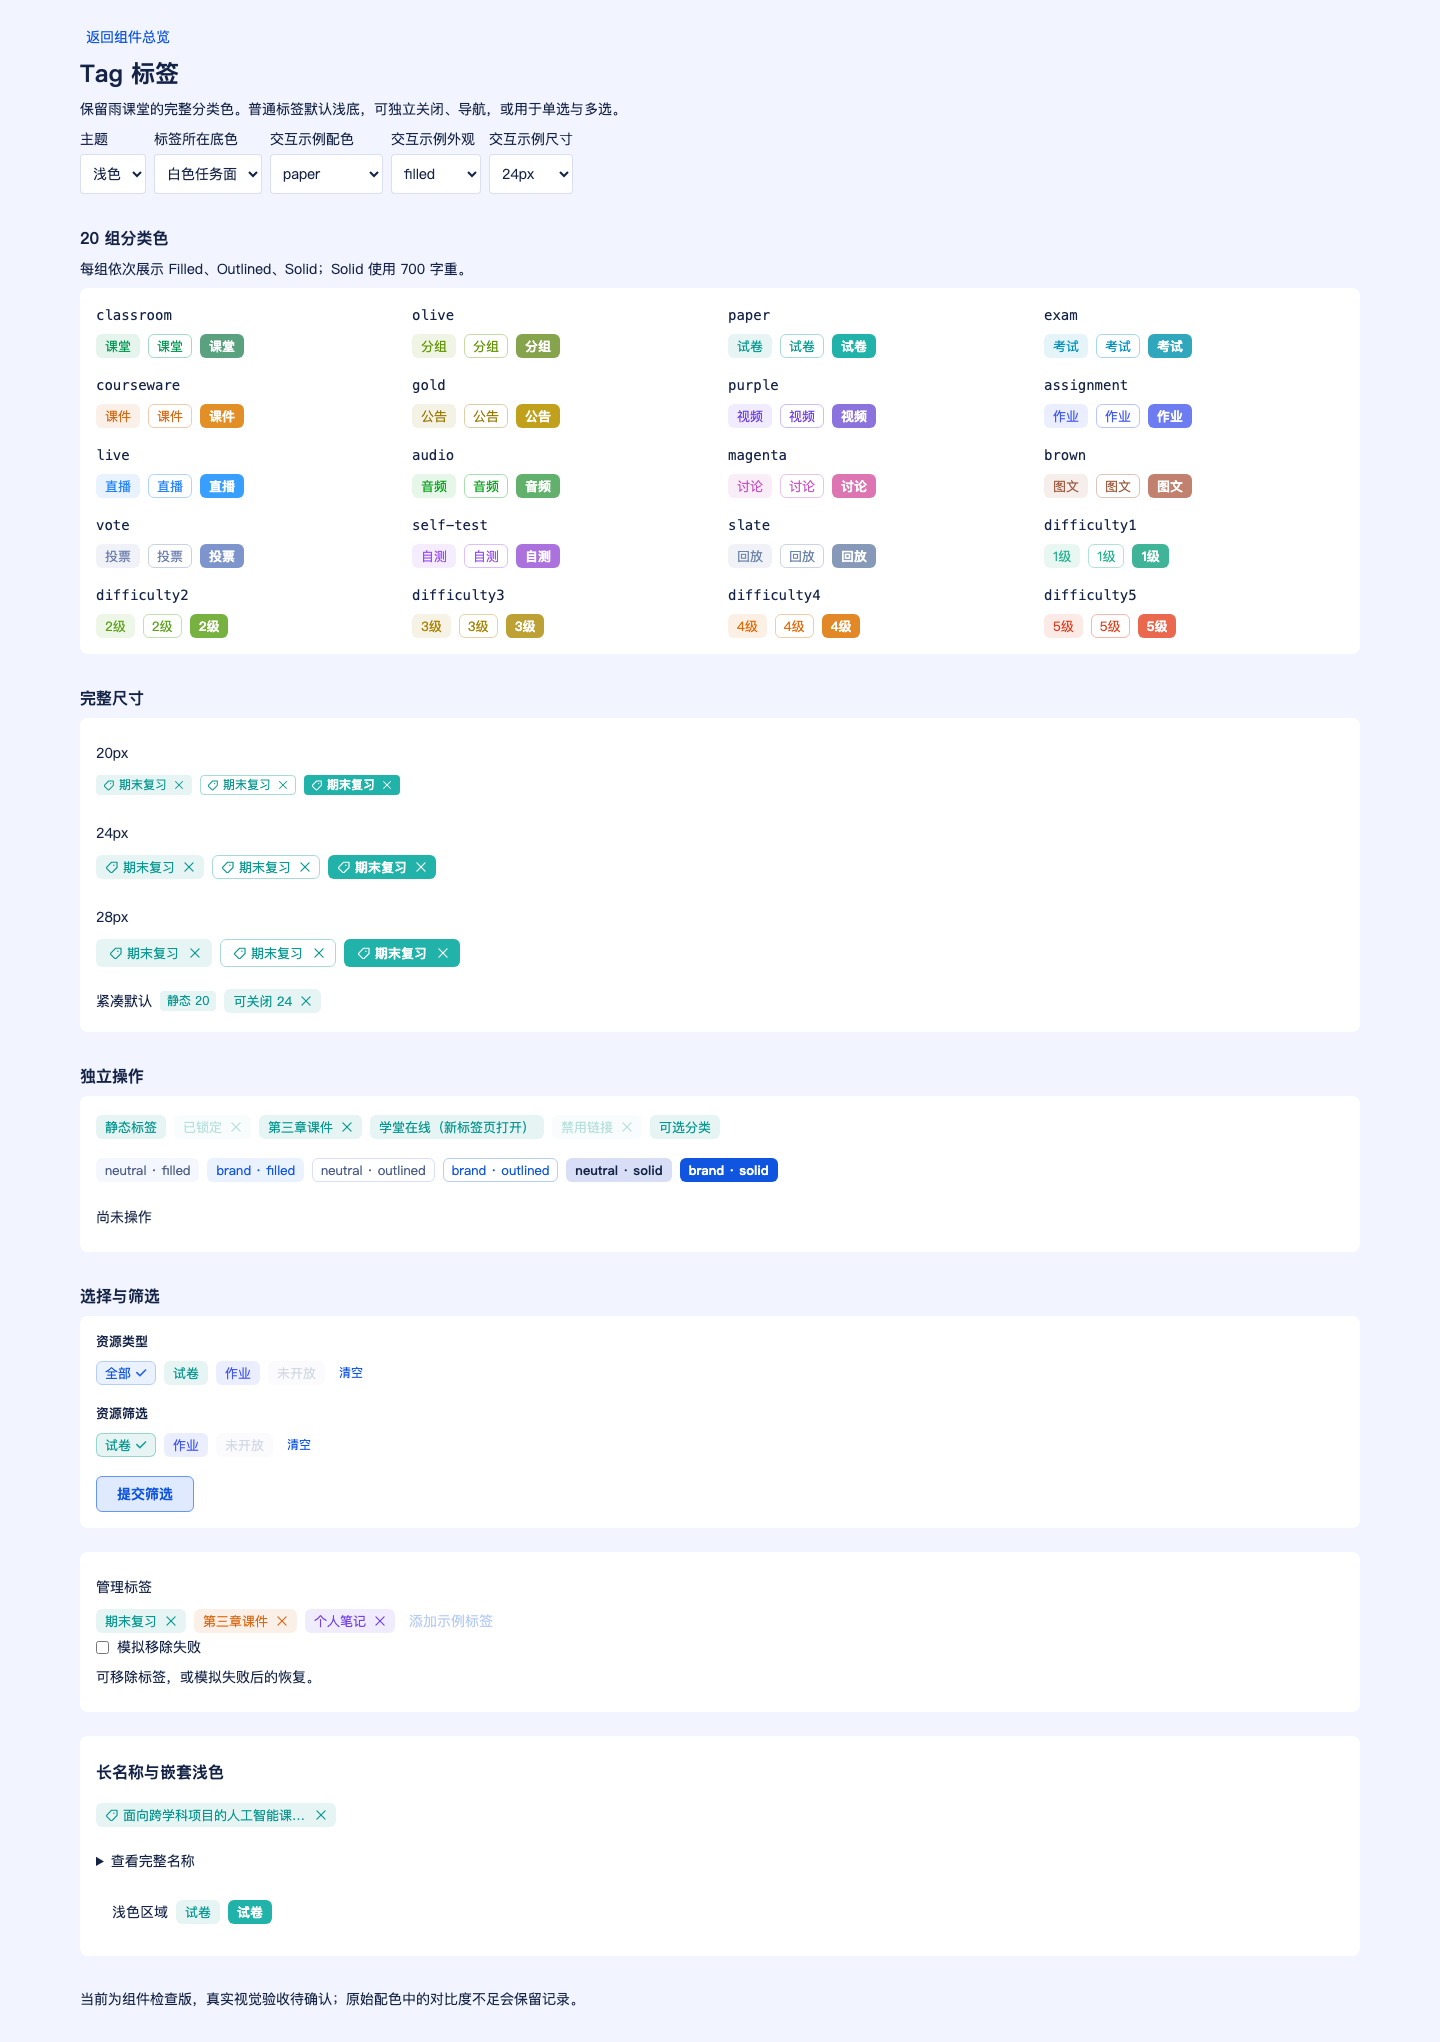 返回组件总览
Tag 标签
保留雨课堂的完整分类色。普通标签默认浅底，可独立关闭、导航，或用于单选与多选。
主题 标签所在底色 交互示例配色 交互示例外观 交互示例尺寸
浅色 白色任务面 paper filled 24px
20 组分类色
每组依次展示 Filled、Outlined、Solid；Solid 使用 700 字重。
classroom olive paper exam
课堂 课堂 课堂 分组 分组 分组 试卷 试卷 试卷 考试 考试 考试
courseware gold purple assignment
课件 课件 课件 公告 公告 公告 视频 视频 视频 作业 作业 作业
live audio magenta brown
直播 直播 直播 音频 音频 音频 讨论 讨论 讨论 图文 图文 图文
vote self-test slate difficulty1
投票 投票 投票 自测 自测 自测 回放 回放 回放 1级 1级 1级
difficulty2 difficulty3 difficulty4 difficulty5
2级 2级 2级 3级 3级 3级 4级 4级 4级 5级 5级 5级
完整尺寸
20px
期末复习 期末复习 期末复习
24px
期末复习 期末复习 期末复习
28px
期末复习 期末复习 期末复习
紧凑默认 静态 20 可关闭 24
独立操作
静态标签 已锁定 第三章课件 学堂在线（新标签页打开） 禁用链接 可选分类
neutral · filled brand · filled neutral · outlined brand · outlined neutral · solid brand · solid
尚未操作
选择与筛选
资源类型
全部 试卷 作业 未开放 清空
资源筛选
试卷 作业 未开放 清空
提交筛选
管理标签
期末复习 第三章课件 个人笔记 添加示例标签
模拟移除失败
可移除标签，或模拟失败后的恢复。
长名称与嵌套浅色
面向跨学科项目的人工智能课...
查看完整名称
浅色区域 试卷 试卷
当前为组件检查版，真实视觉验收待确认；原始配色中的对比度不足会保留记录。